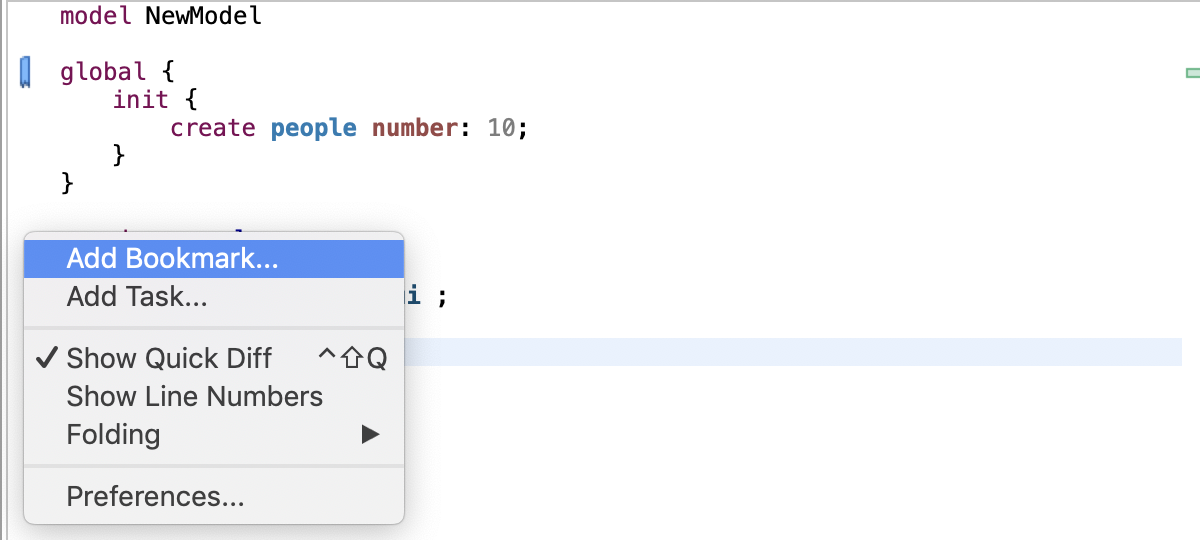 model NewModel
global {
init {
create people number: 10;
}
}
Add Bookmark...
Add Task...
i ;
✓ Show Quick Diff ^⇧Q
Show Line Numbers
Folding ▶
Preferences...